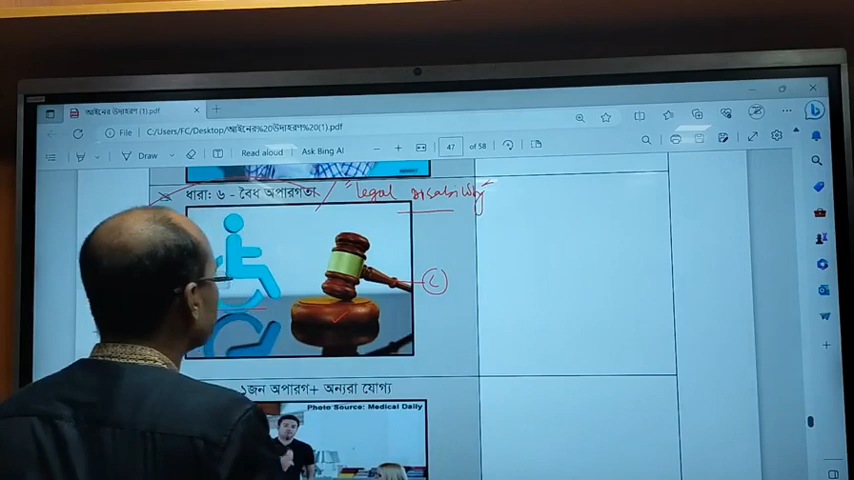 আইনের উদাহরণ (1).pdf
File C:/Users/FC/Desktop/আইনের%20উদাহরণ%20(1).pdf
Draw Read aloud Ask Bing AI 47 of 58
ধারা: ৬ - বৈধ অপারগতা "Legal disability"
C
১জন অপারগ+ অন্যরা যোগ্য
Photo Source: Medical Daily